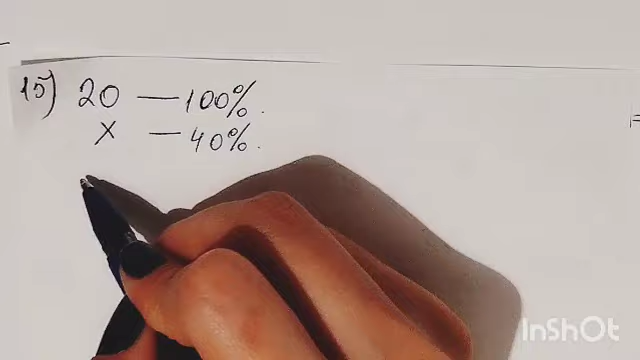 15) 20 — 100%.
x — 40%.
=
InShOt